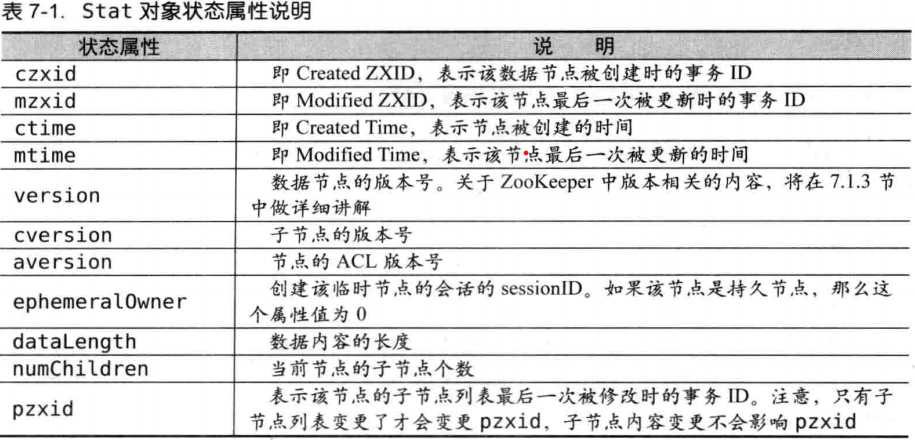 表 7-1. Stat 对象状态属性说明
状态属性 说 明
czxid 即 Created ZXID，表示该数据节点被创建时的事务 ID
mzxid 即 Modified ZXID，表示该节点最后一次被更新时的事务 ID
ctime 即 Created Time，表示节点被创建的时间
mtime 即 Modified Time，表示该节点最后一次被更新的时间
version 数据节点的版本号。关于 ZooKeeper 中版本相关的内容，将在 7.1.3 节
中做详细讲解
cversion 子节点的版本号
aversion 节点的 ACL 版本号
ephemeralOwner 创建该临时节点的会话的 sessionID。如果该节点是持久节点，那么这
个属性值为 0
dataLength 数据内容的长度
numChildren 当前节点的子节点个数
pzxid 表示该节点的子节点列表最后一次被修改时的事务 ID。注意，只有子
节点列表变更了才会变更 pzxid，子节点内容变更不会影响 pzxid